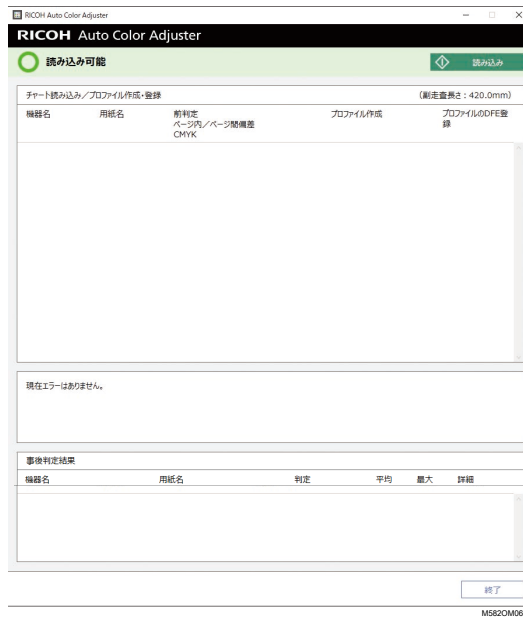 RICOH Auto Color Adjuster
RICOH Auto Color Adjuster
読み込み可能
読み込み
チャート読み込み/プロファイル作成・登録
(副走査長さ:420.0mm)
機器名
用紙名
前判定
ページ内/ページ間偏差
CMYK
プロファイル作成
プロファイルのDFE登
録
現在エラーはありません。
事後判定結果
機器名
用紙名
判定
平均
最大
詳細
終了
M582OM06